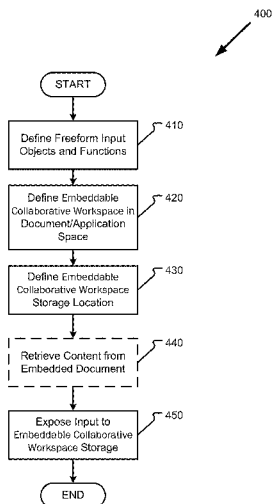 400
START
410
Define Freeform Input
Objects and Functions
420
Define Embeddable
Collaborative Workspace in
Document/Application
Space
430
Define Embeddable
Collaborative Workspace
Storage Location
440
Retrieve Content from
Embedded Document
450
Expose Input to
Embeddable Collaborative
Workspace Storage
END